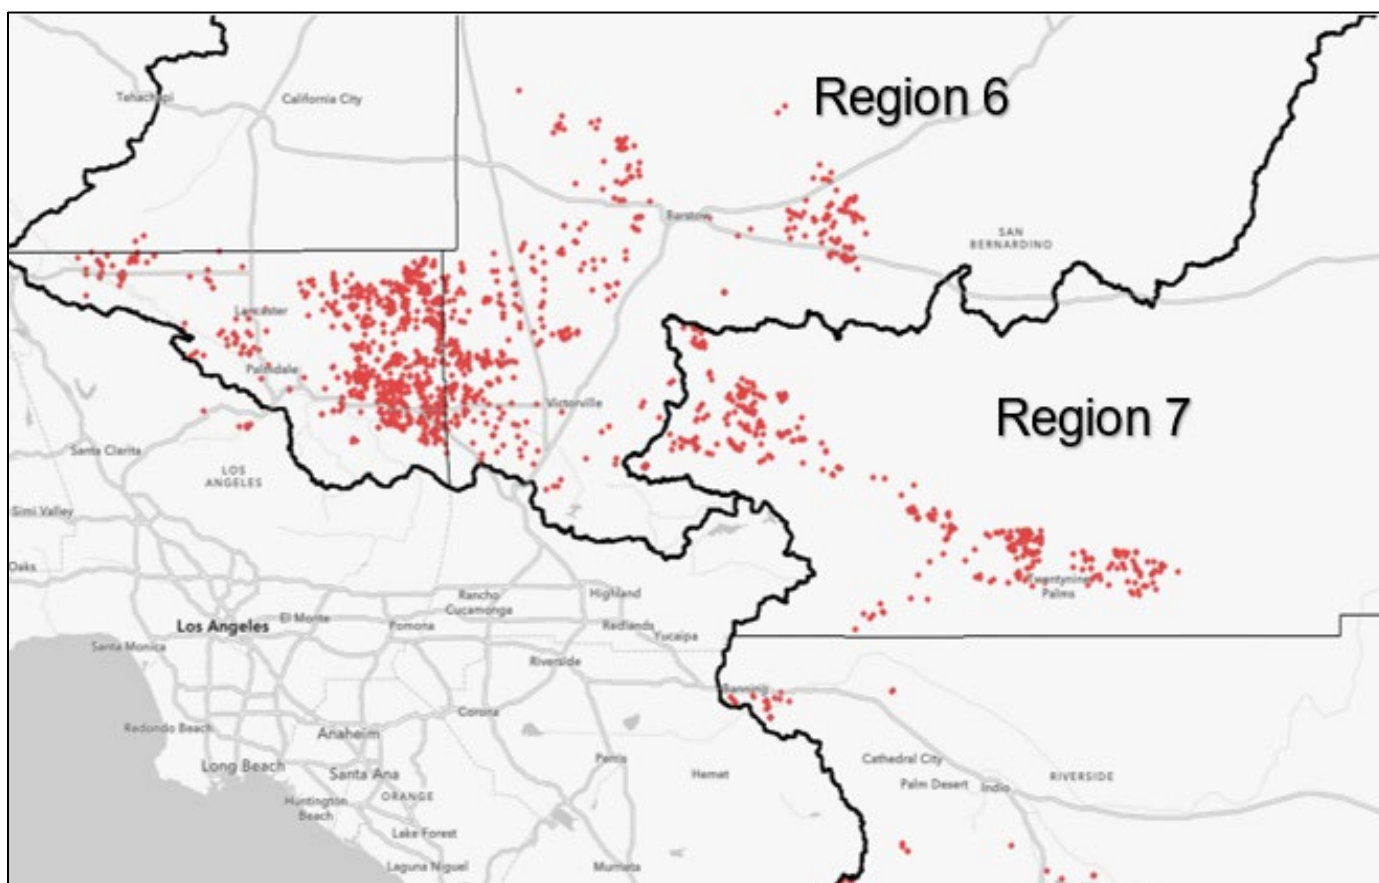 Region 6
Tehachapi
California City
Barstow
SAN
BERNARDINO
Lancaster
Palmdale
Victorville
Region 7
Santa Clarita
LOS
ANGELES
Simi Valley
Oaks
Twentynine
Palms
Rancho
Cucamonga
Highland
Los Angeles
El Monte
Pomona
Redlands
Yucaipa
Santa Monica
Riverside
Banning
Redondo Beach
Corona
Anaheim
Long Beach
Santa Ana
Perris
Hemet
Cathedral City
Palm Desert
Indio
RIVERSIDE
Huntington
Beach
ORANGE
Lake Forest
Laguna Niguel
Murrieta